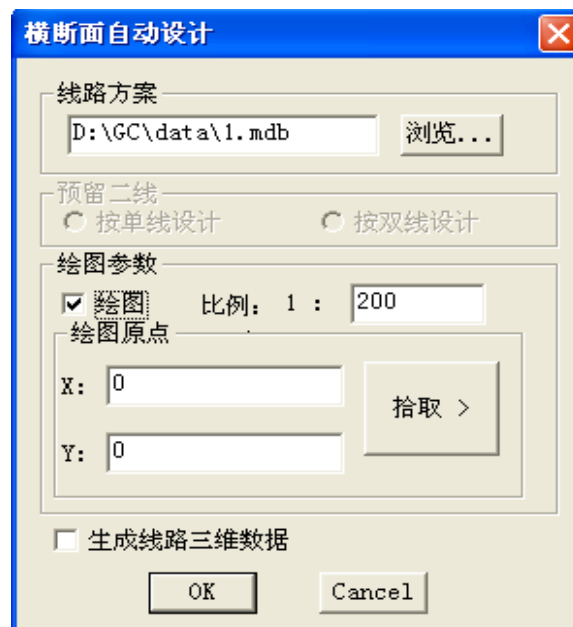 横断面自动设计
线路方案
D:\GC\data\1.mdb 浏览...
预留二线
按单线设计 按双线设计
绘图参数
绘图 比例: 1 : 200
绘图原点
X: 0
拾取 >
Y: 0
生成线路三维数据
OK Cancel